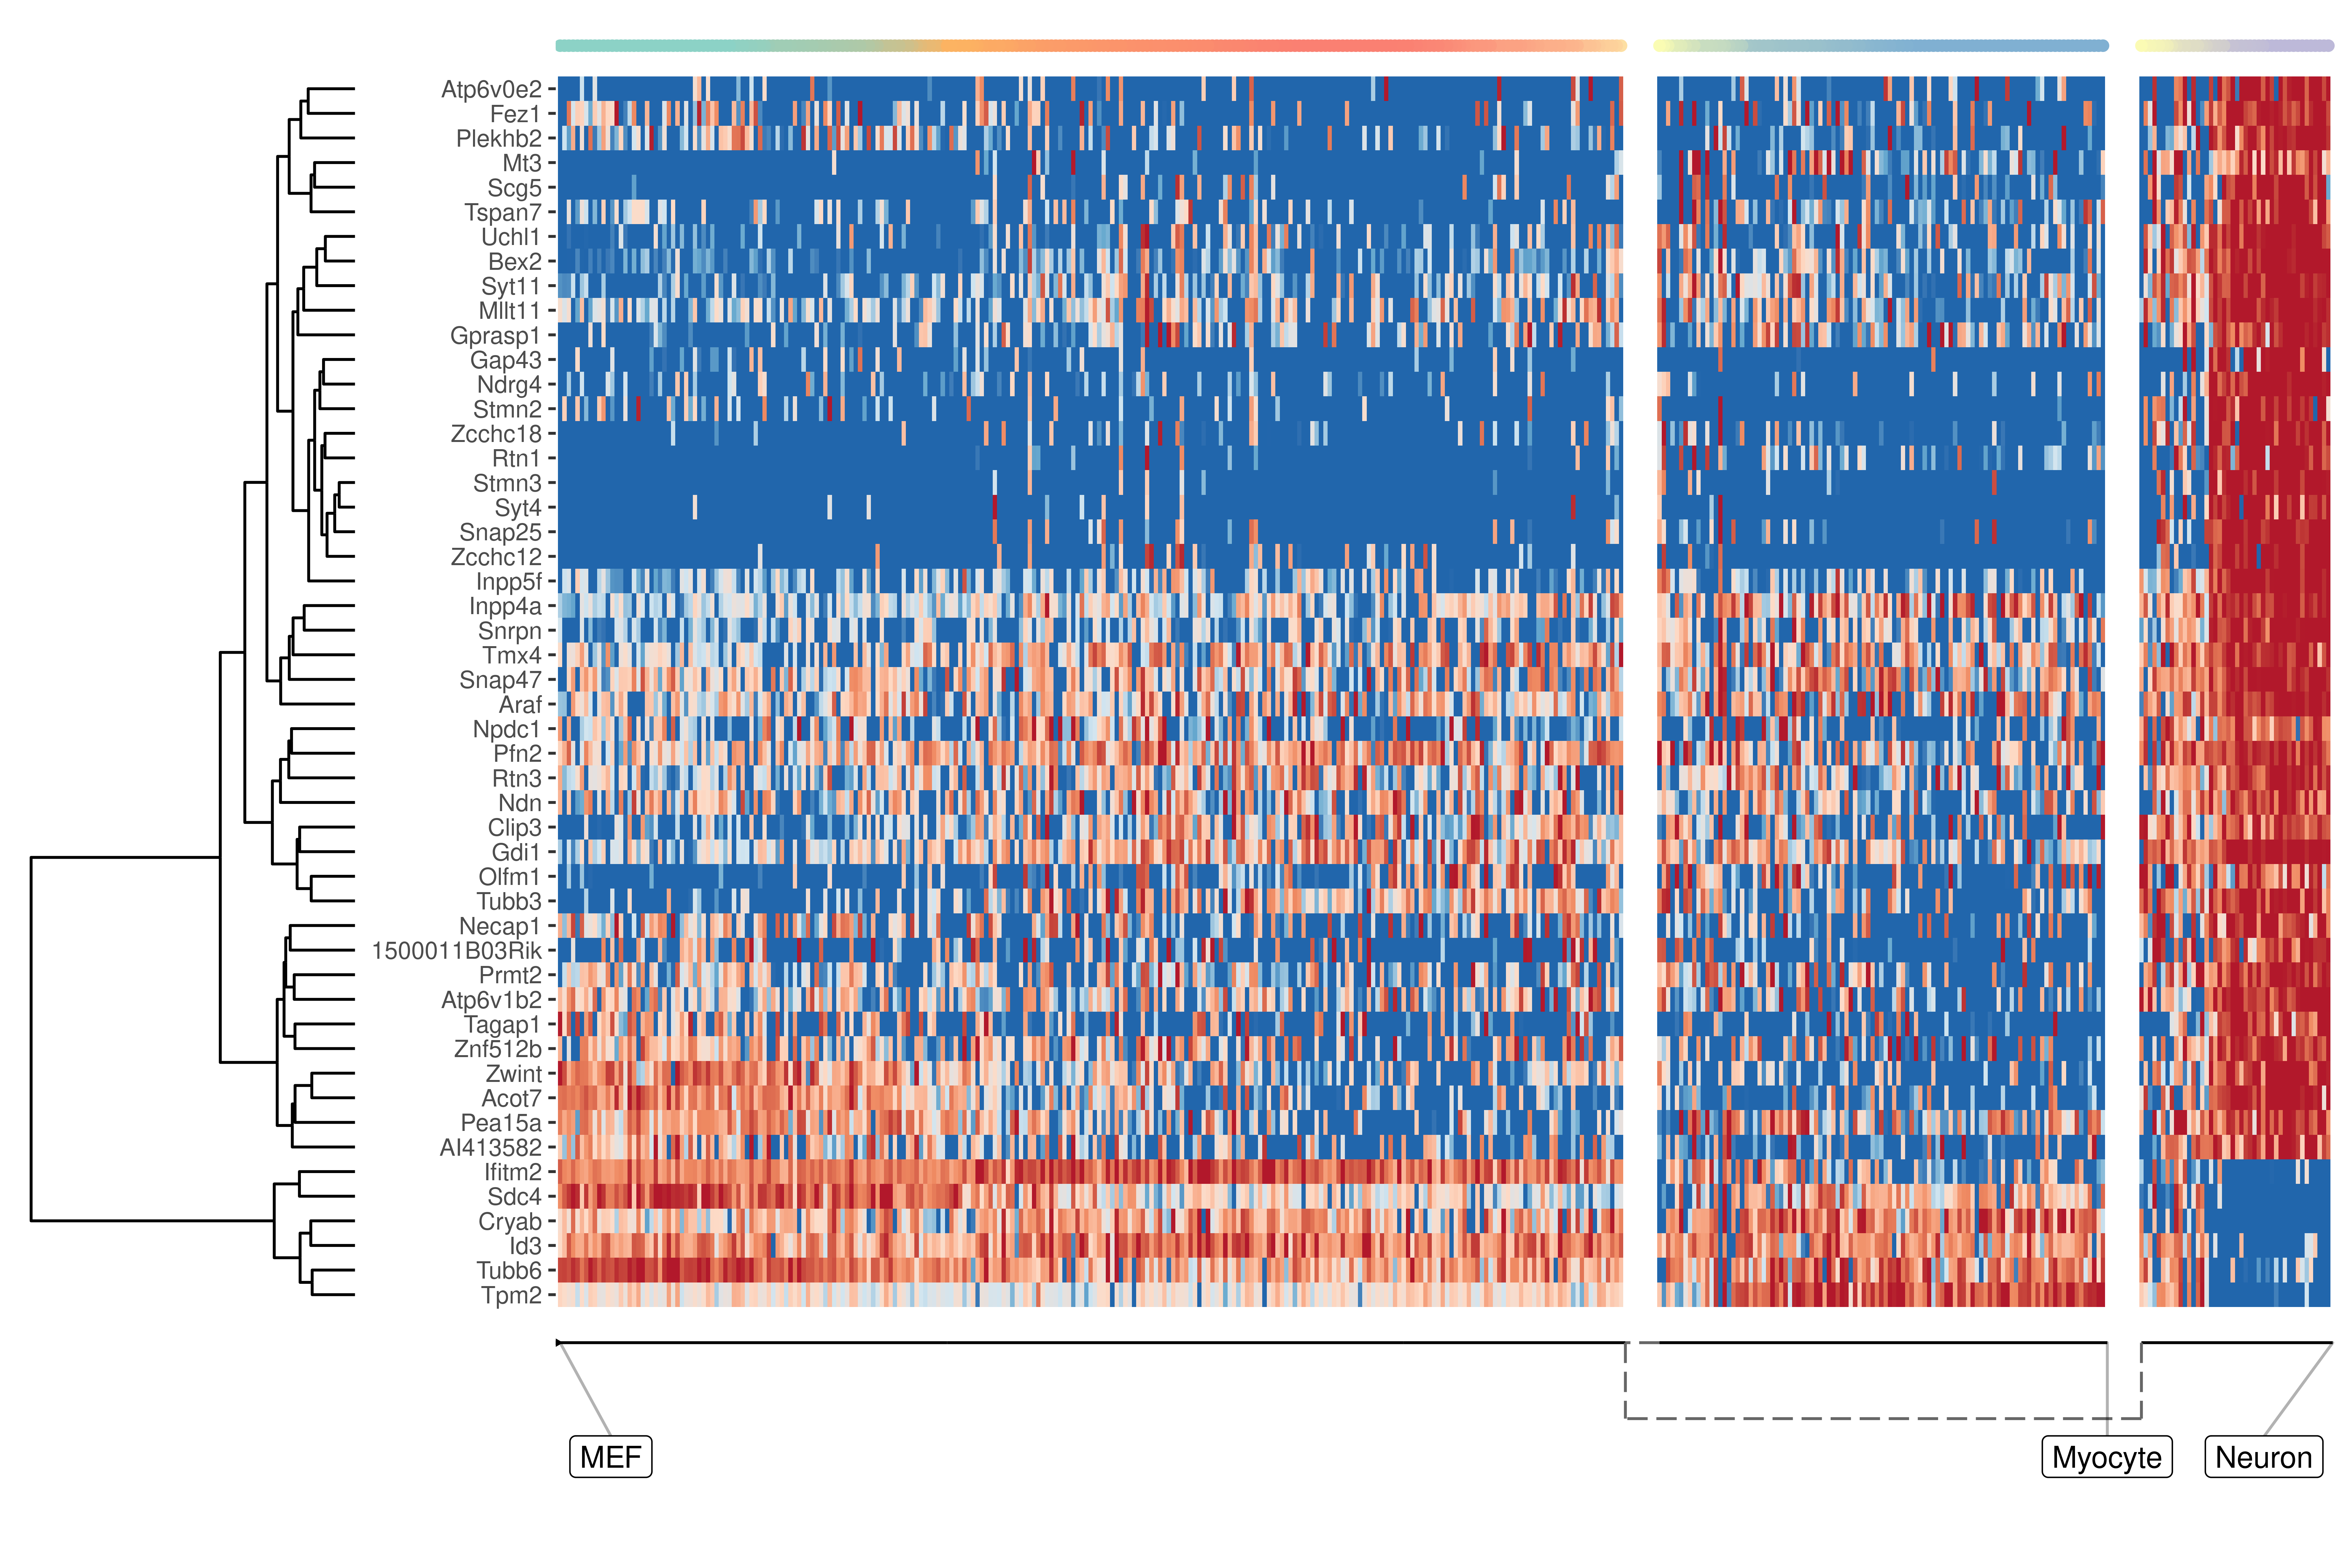 Atp6v0e2
Fez1
Plekhb2
Mt3
Scg5
Tspan7
Uchl1
Bex2
Syt11
Mllt11
Gprasp1
Gap43
Ndrg4
Stmn2
Zcchc18
Rtn1
Stmn3
Syt4
Snap25
Zcchc12
Inpp5f
Inpp4a
Snrpn
Tmx4
Snap47
Araf
Npdc1
Pfn2
Rtn3
Ndn
Clip3
Gdi1
Olfm1
Tubb3
Necap1
1500011B03Rik
Prmt2
Atp6v1b2
Tagap1
Znf512b
Zwint
Acot7
Pea15a
AI413582
Ifitm2
Sdc4
Cryab
Id3
Tubb6
Tpm2
MEF
Myocyte
Neuron